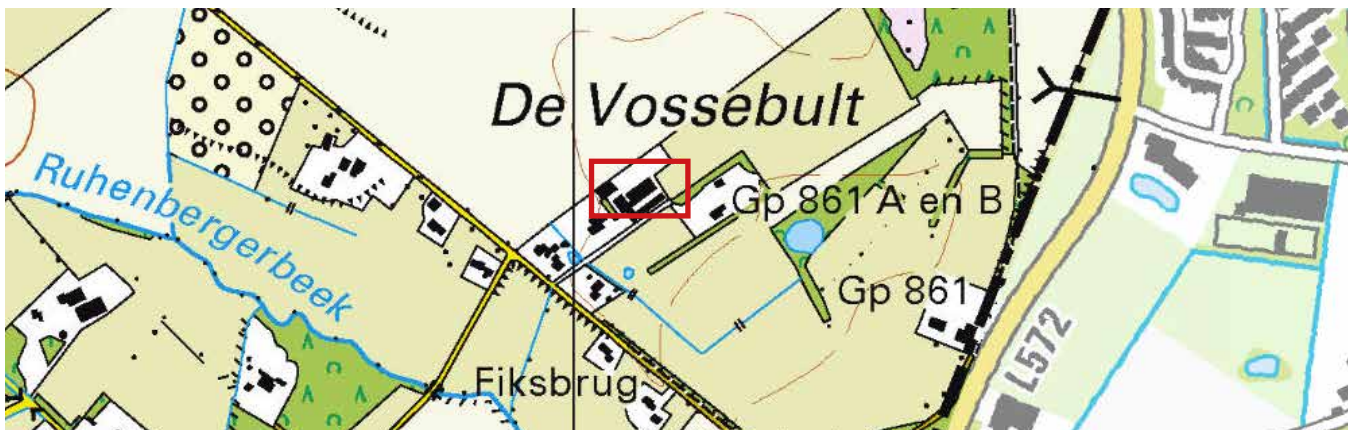 De Vossebult
Ruhenbergerbeek
Gp 861 A en B
Gp 861
L572
Fiksbrug